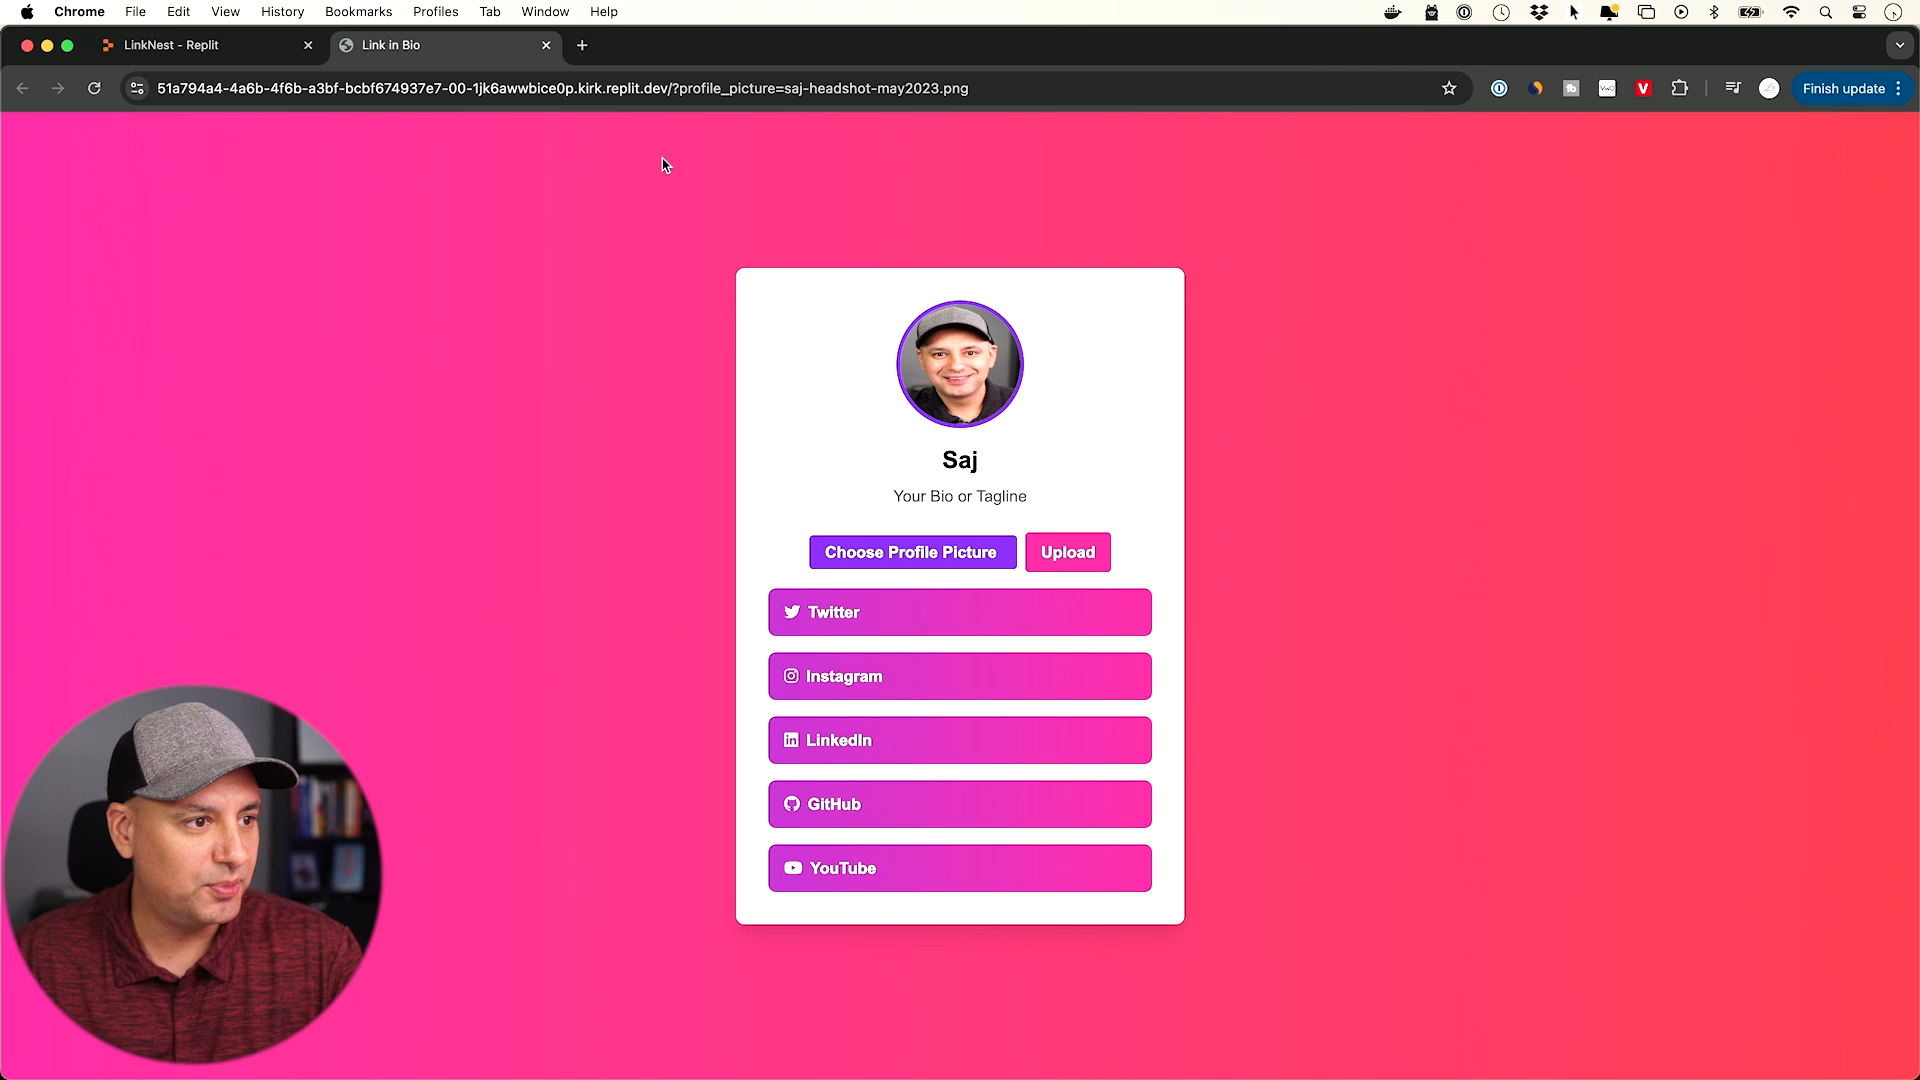 Chrome File Edit View History Bookmarks Profiles Tab Window Help
LinkNest - Replit
Link in Bio
51a794a4-4a6b-4f6b-a3bf-bcbf674937e7-00-1jk6awwbice0p.kirk.replit.dev/?profile_picture=saj-headshot-may2023.png
Finish update
Saj
Your Bio or Tagline
Choose Profile Picture
Upload
Twitter
Instagram
LinkedIn
GitHub
YouTube